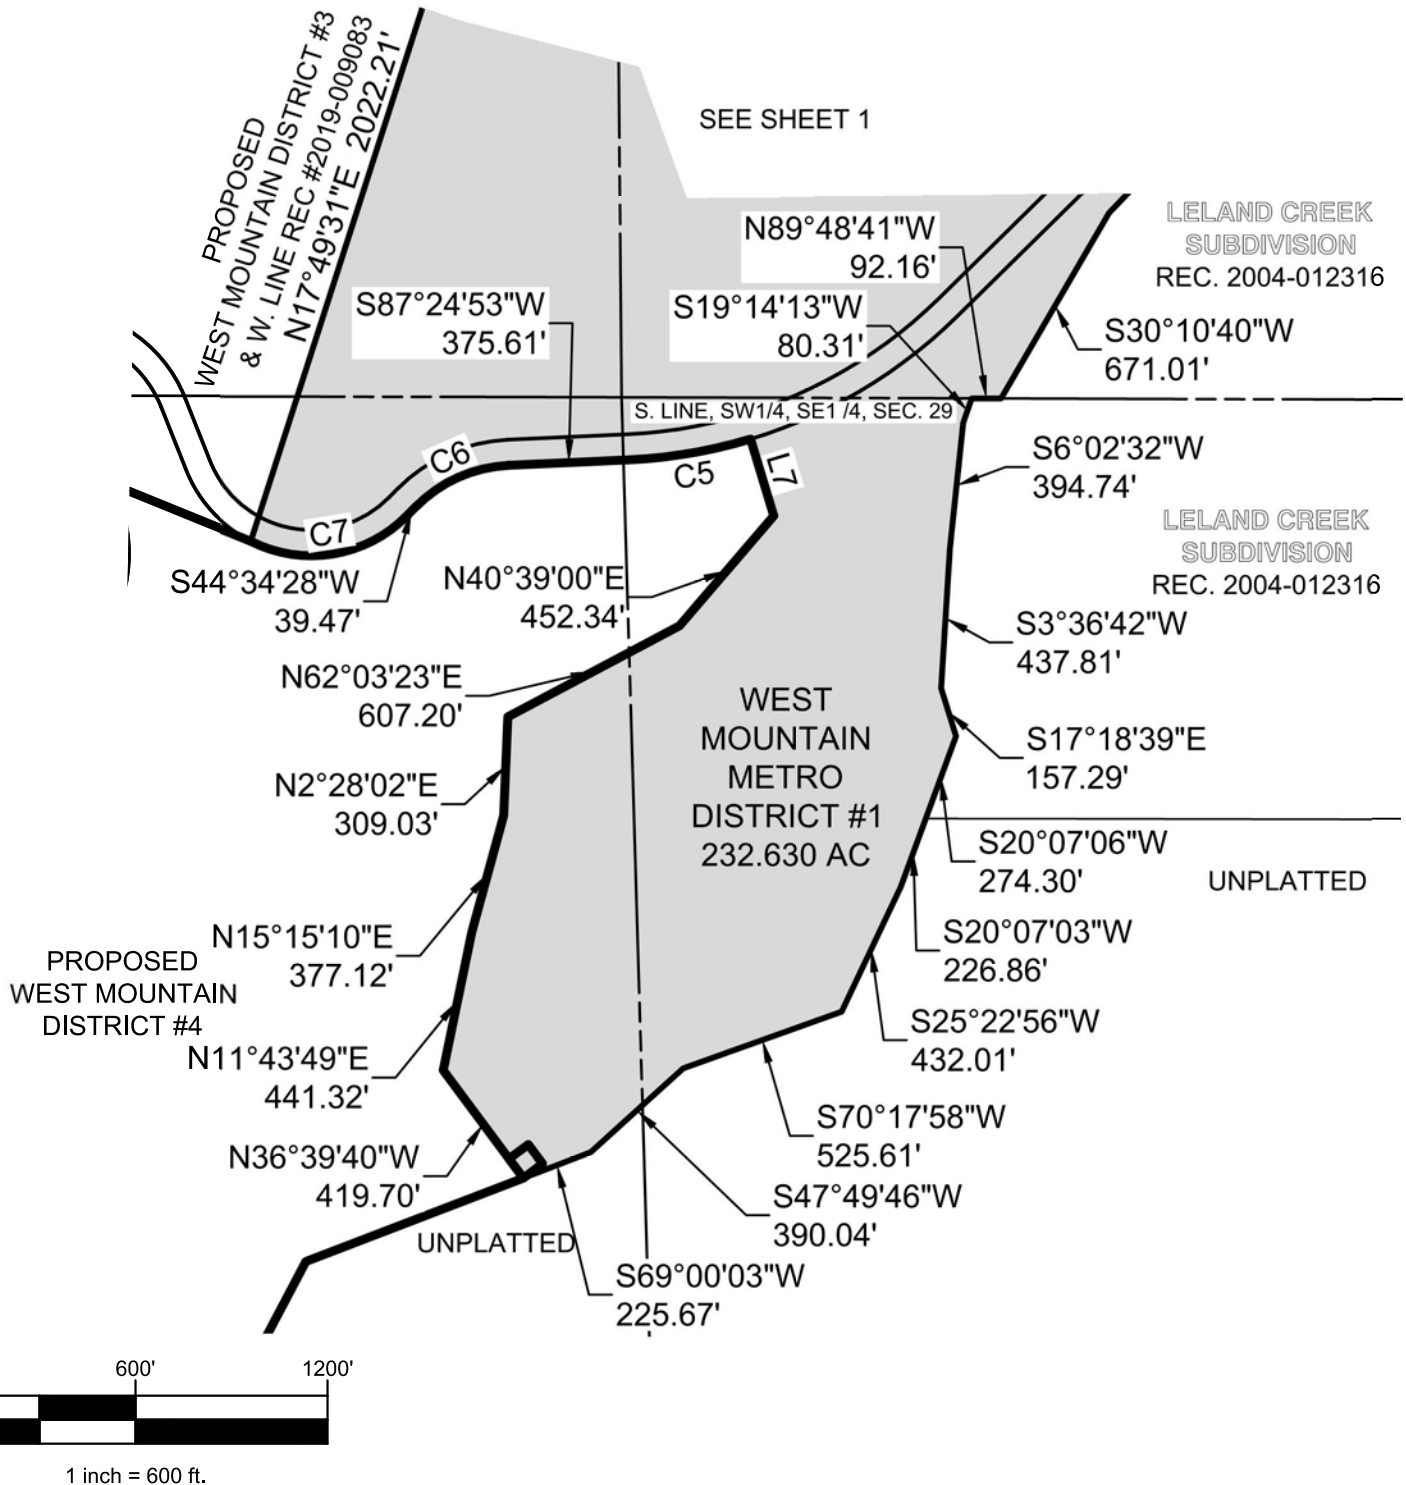 PROPOSED
WEST MOUNTAIN DISTRICT #3
& W. LINE REC #2019-009083
N17°49'31"E 2022.21'
SEE SHEET 1
LELAND CREEK
SUBDIVISION
REC. 2004-012316
N89°48'41"W
92.16'
S87°24'53"W
375.61'
S19°14'13"W
80.31'
S30°10'40"W
671.01'
S. LINE, SW1/4, SE1 /4, SEC. 29
C6
C5
L7
C7
S6°02'32"W
394.74'
LELAND CREEK
SUBDIVISION
REC. 2004-012316
S44°34'28"W
39.47'
N40°39'00"E
452.34'
S3°36'42"W
437.81'
N62°03'23"E
607.20'
WEST
MOUNTAIN
METRO
DISTRICT #1
232.630 AC
S17°18'39"E
157.29'
N2°28'02"E
309.03'
S20°07'06"W
274.30'
UNPLATTED
N15°15'10"E
377.12'
S20°07'03"W
226.86'
PROPOSED
WEST MOUNTAIN
DISTRICT #4
S25°22'56"W
432.01'
N11°43'49"E
441.32'
S70°17'58"W
525.61'
N36°39'40"W
419.70'
S47°49'46"W
390.04'
UNPLATTED
S69°00'03"W
225.67'
600'
1200'
1 inch = 600 ft.